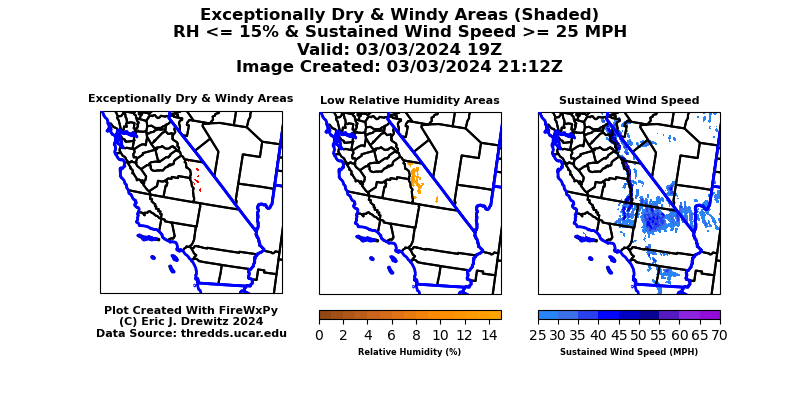 Exceptionally Dry & Windy Areas (Shaded)
RH <= 15% & Sustained Wind Speed >= 25 MPH
Valid: 03/03/2024 19Z
Image Created: 03/03/2024 21:12Z
Exceptionally Dry & Windy Areas
Low Relative Humidity Areas
Sustained Wind Speed
Plot Created With FireWxPy
(C) Eric J. Drewitz 2024
Data Source: thredds.ucar.edu
0 2 4 6 8 10 12 14
Relative Humidity (%)
25 30 35 40 45 50 55 60 65 70
Sustained Wind Speed (MPH)